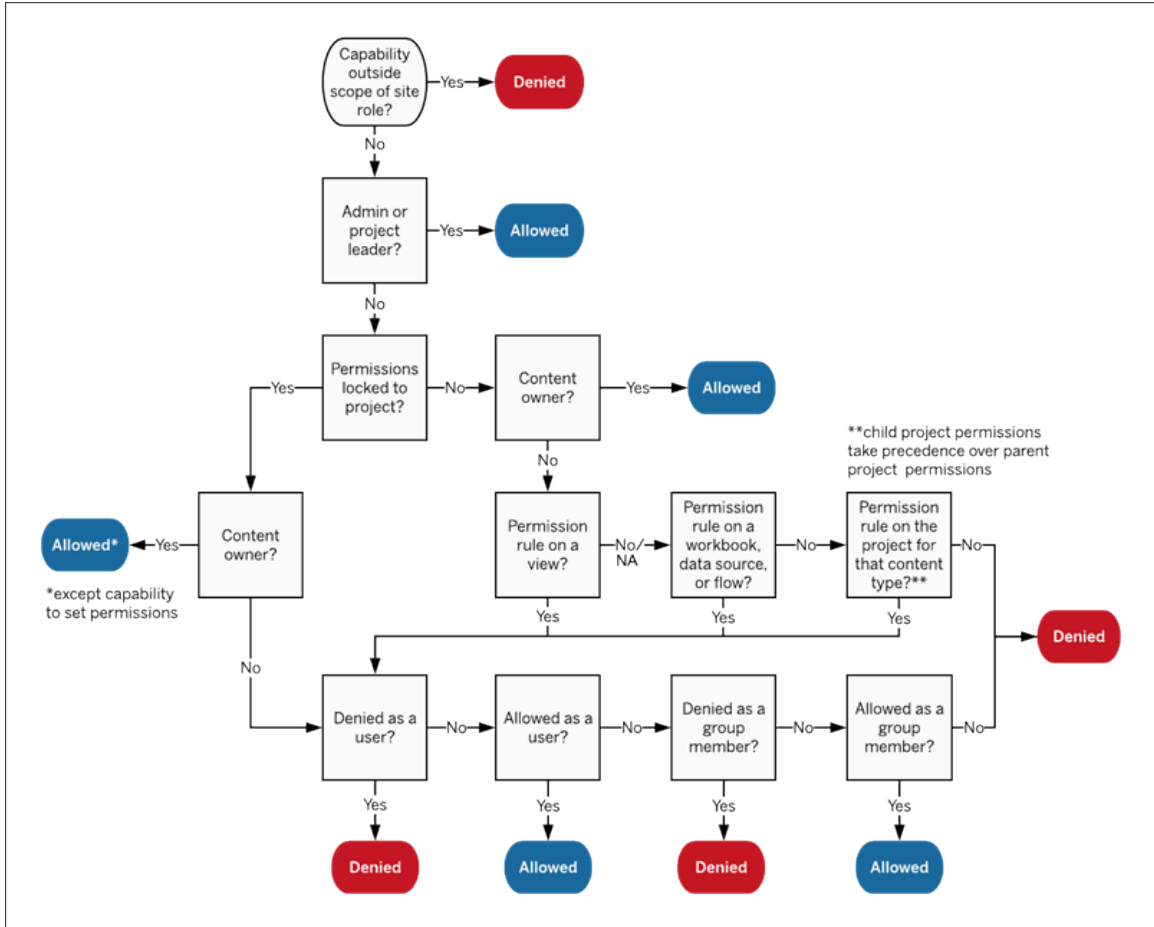 Capability
outside
scope of site
role?
Yes
Denied
No
Admin or
project
leader?
Yes
Allowed
No
Permissions
locked to
project?
Yes
No
Content
owner?
Yes
Allowed
No
**child project permissions
take precedence over parent
project permissions
Content
owner?
Yes
Allowed*
*except capability
to set permissions
No
Permission
rule on a
view?
No/
NA
Permission
rule on a
workbook,
data source,
or flow?
No
Permission
rule on the
project for
that content
type?**
No
Yes
Yes
Yes
Denied
Denied as a
user?
No
Allowed as a
user?
No
Denied as a
group
member?
No
Allowed as a
group
member?
No
Yes
Yes
Yes
Yes
Denied
Allowed
Denied
Allowed